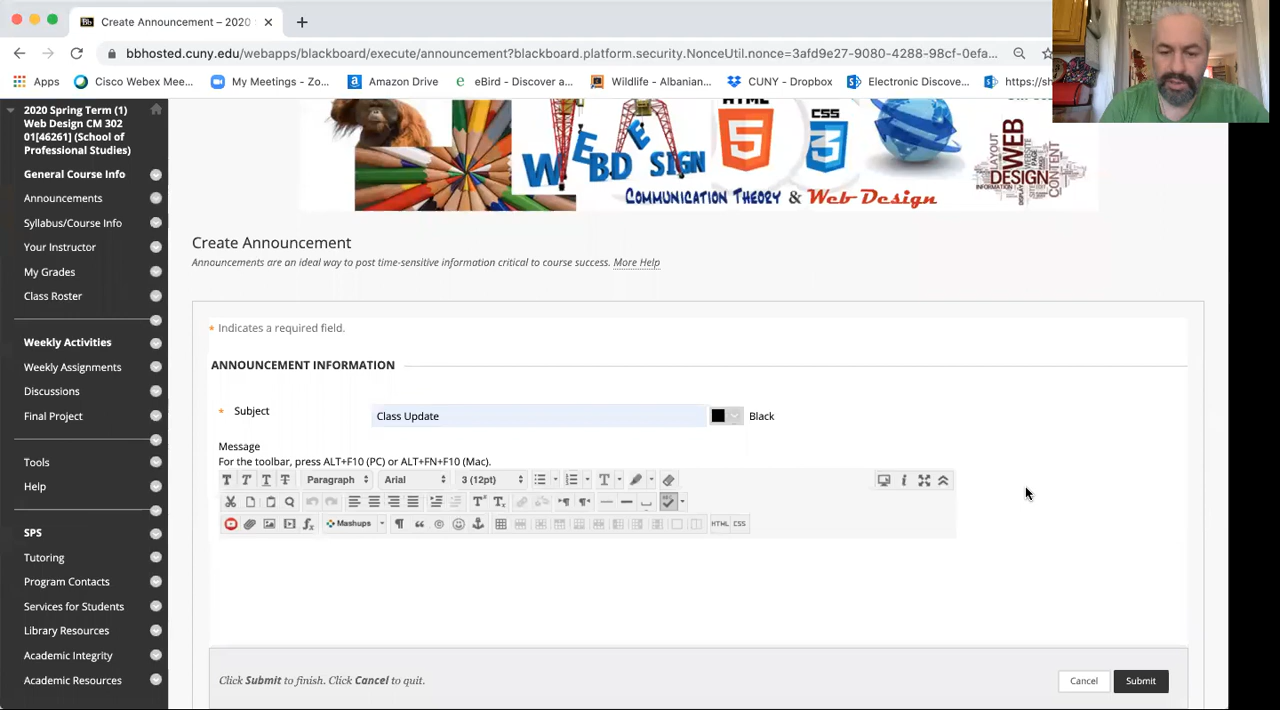 Create Announcement – 2020
bbhosted.cuny.edu/webapps/blackboard/execute/announcement?blackboard.platform.security.NonceUtil.nonce=3afd9e27-9080-4288-98cf-0efa...
Apps Cisco Webex Mee... My Meetings - Zo... Amazon Drive eBird - Discover a... Wildlife - Albanian... CUNY - Dropbox Electronic Discove... https://sh
2020 Spring Term (1)
Web Design CM 302
01[46261] (School of
Professional Studies)
General Course Info
Announcements
Syllabus/Course Info
Your Instructor
My Grades
Class Roster
Weekly Activities
Weekly Assignments
Discussions
Final Project
Tools
Help
SPS
Tutoring
Program Contacts
Services for Students
Library Resources
Academic Integrity
Academic Resources
HTML
5
CSS
3
WEB DESIGN
COMMUNICATION THEORY & Web Design
WEB
DESIGN
LAYOUT
CONTENT
Create Announcement
Announcements are an ideal way to post time-sensitive information critical to course success. More Help
* Indicates a required field.
ANNOUNCEMENT INFORMATION
* Subject Class Update Black
Message
For the toolbar, press ALT+F10 (PC) or ALT+FN+F10 (Mac).
T T T T Paragraph Arial 3 (12pt) T
Mashups HTML CSS
Click Submit to finish. Click Cancel to quit.
Cancel Submit